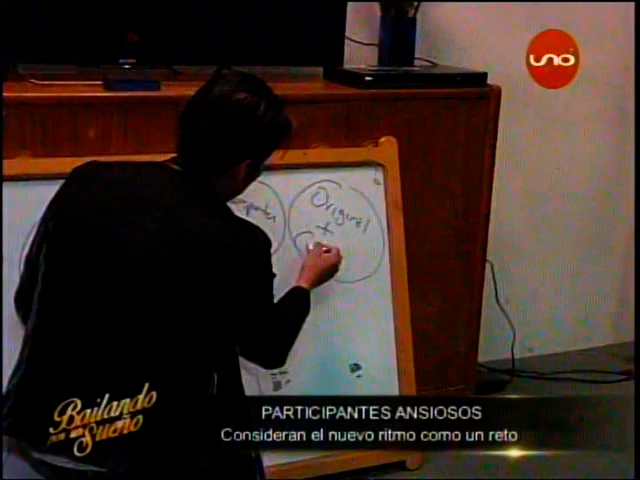 uno
Original
+
PARTICIPANTES ANSIOSOS
Consideran el nuevo ritmo como un reto
Bailando
por un
Sueño